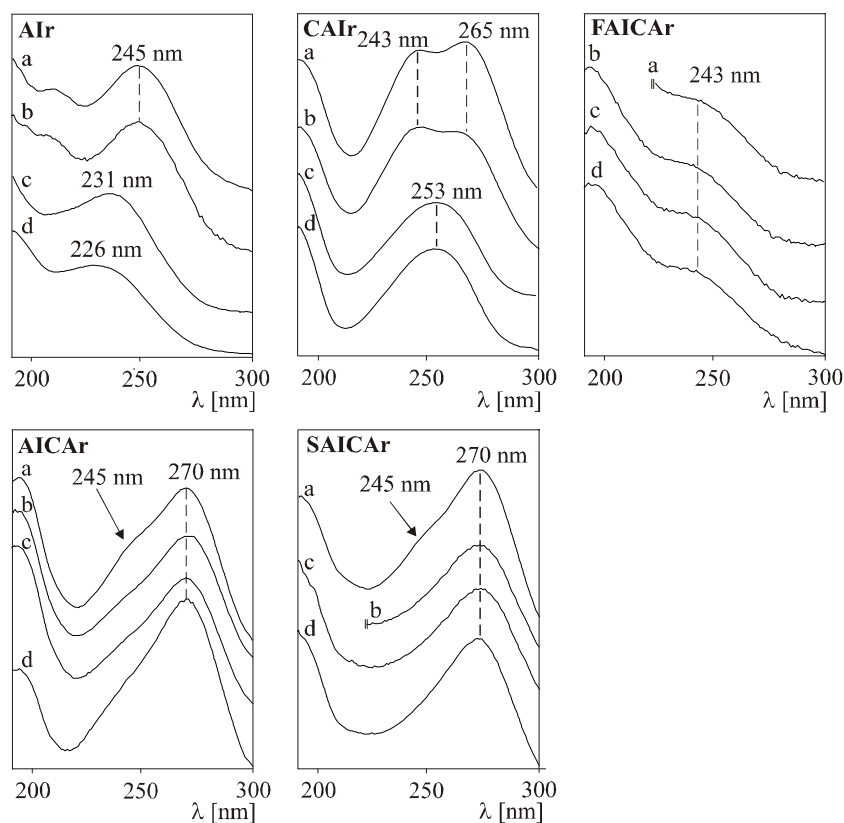 AIr
245 nm
a
b
231 nm
c
226 nm
d
200
250
300
λ [nm]
CAIr
265 nm
243 nm
a
b
c
253 nm
d
200
250
300
λ [nm]
FAICAr
b
a
243 nm
c
d
200
250
300
λ [nm]
AICAr
a
245 nm
270 nm
b
c
d
200
250
300
λ [nm]
SAICAr
270 nm
a
245 nm
c
b
d
200
250
300
λ [nm]